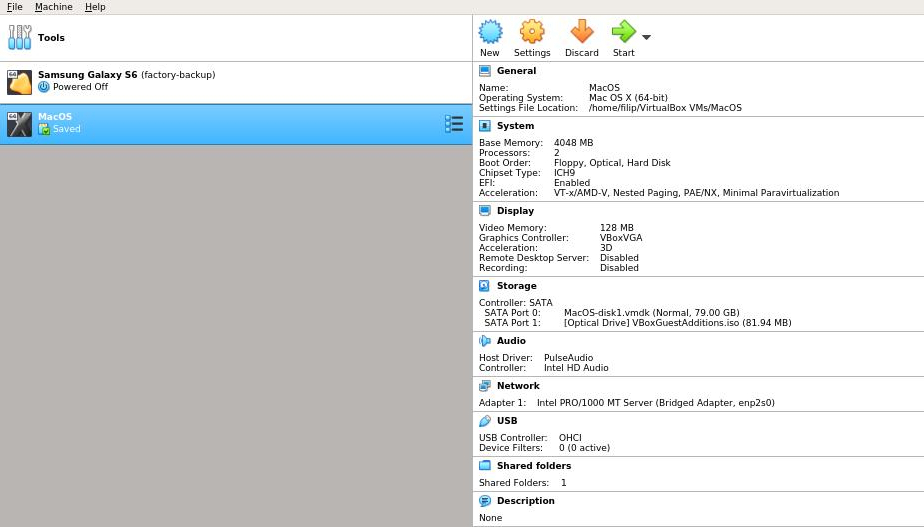 File Machine Help
Tools
64
Samsung Galaxy S6 (factory-backup)
Powered Off
64
MacOS
Saved
New Settings Discard Start
General
Name: MacOS
Operating System: Mac OS X (64-bit)
Settings File Location: /home/filip/VirtualBox VMs/MacOS
System
Base Memory: 4048 MB
Processors: 2
Boot Order: Floppy, Optical, Hard Disk
Chipset Type: ICH9
EFI: Enabled
Acceleration: VT-x/AMD-V, Nested Paging, PAE/NX, Minimal Paravirtualization
Display
Video Memory: 128 MB
Graphics Controller: VBoxVGA
Acceleration: 3D
Remote Desktop Server: Disabled
Recording: Disabled
Storage
Controller: SATA
SATA Port 0: MacOS-disk1.vmdk (Normal, 79.00 GB)
SATA Port 1: [Optical Drive] VBoxGuestAdditions.iso (81.94 MB)
Audio
Host Driver: PulseAudio
Controller: Intel HD Audio
Network
Adapter 1: Intel PRO/1000 MT Server (Bridged Adapter, enp2s0)
USB
USB Controller: OHCI
Device Filters: 0 (0 active)
Shared folders
Shared Folders: 1
Description
None